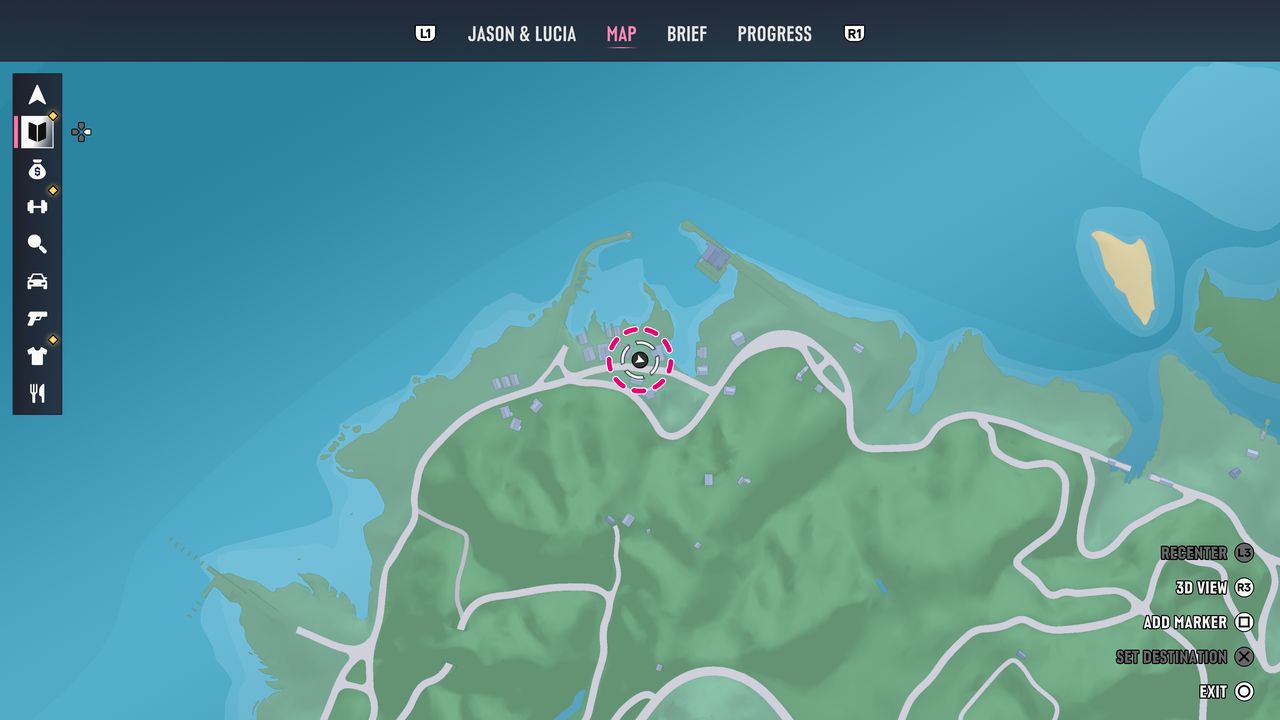 L1 JASON & LUCIA MAP BRIEF PROGRESS R1
$
RECENTER L3
3D VIEW R3
ADD MARKER
SET DESTINATION
EXIT